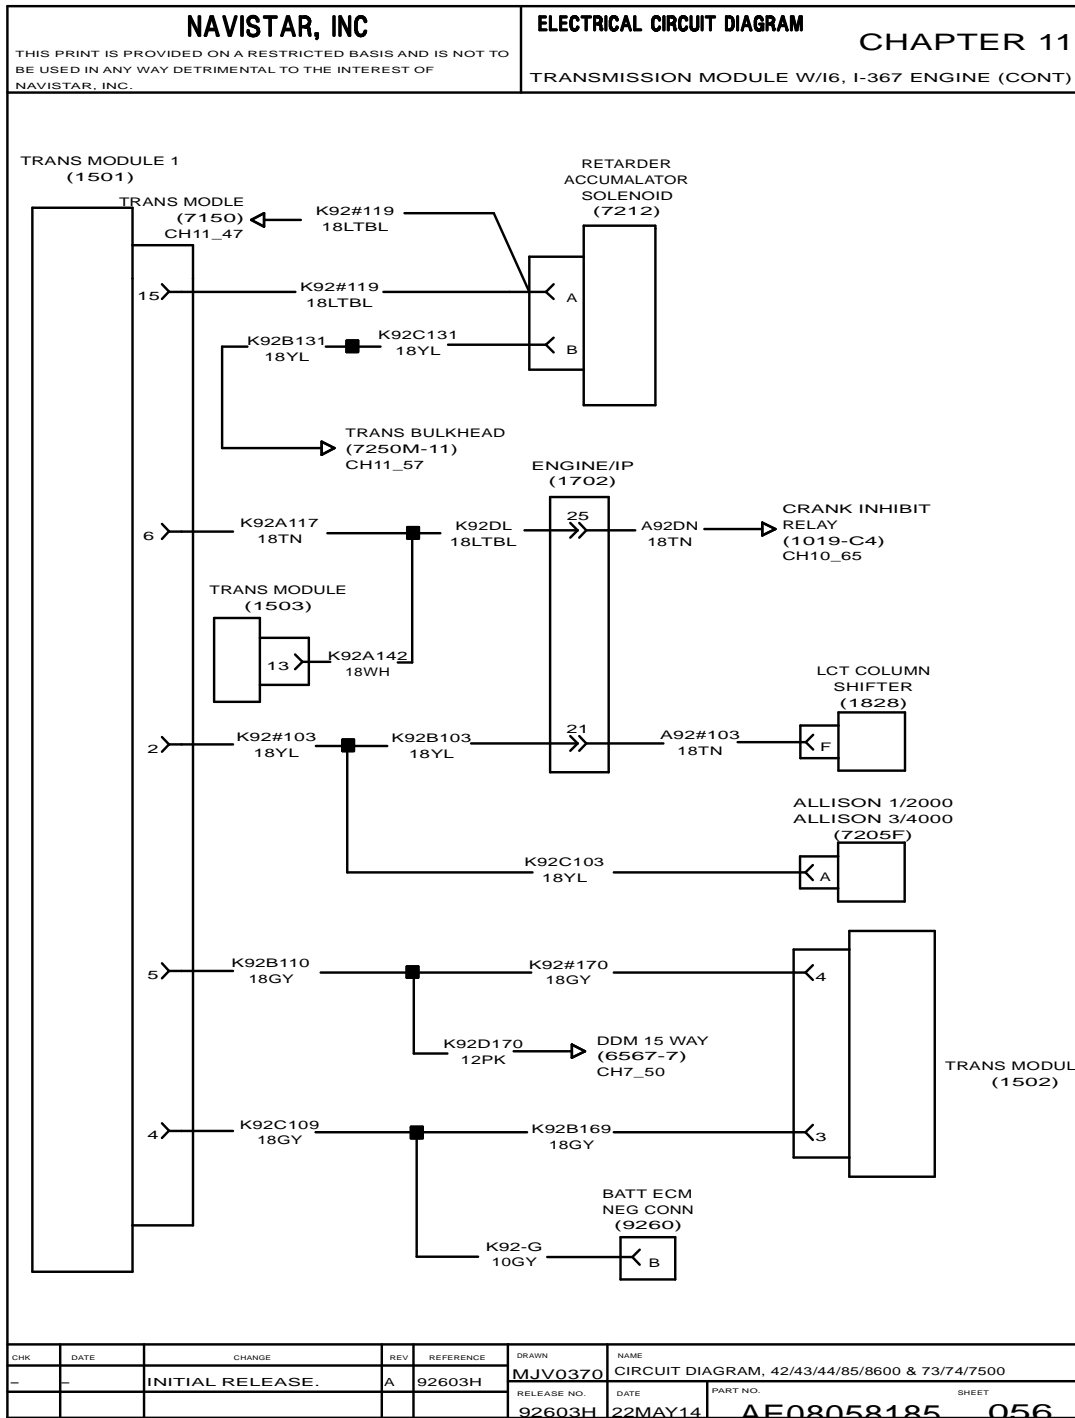 NAVISTAR, INC
THIS PRINT IS PROVIDED ON A RESTRICTED BASIS AND IS NOT TO
BE USED IN ANY WAY DETRIMENTAL TO THE INTEREST OF
NAVISTAR, INC.
ELECTRICAL CIRCUIT DIAGRAM
CHAPTER 11
TRANSMISSION MODULE W/I6, I-367 ENGINE (CONT)
TRANS MODULE 1
(1501)
TRANS MODLE
(7150)
CH11_47
K92#119
18LTBL
RETARDER
ACCUMALATOR
SOLENOID
(7212)
15
K92#119
18LTBL
A
K92B131
18YL
K92C131
18YL
B
TRANS BULKHEAD
(7250M-11)
CH11_57
ENGINE/IP
(1702)
6
K92A117
18TN
K92DL
18LTBL
25
A92DN
18TN
CRANK INHIBIT
RELAY
(1019-C4)
CH10_65
TRANS MODULE
(1503)
13
K92A142
18WH
LCT COLUMN
SHIFTER
(1828)
2
K92#103
18YL
K92B103
18YL
21
A92#103
18TN
F
ALLISON 1/2000
ALLISON 3/4000
(7205F)
K92C103
18YL
A
5
K92B110
18GY
K92#170
18GY
4
K92D170
12PK
DDM 15 WAY
(6567-7)
CH7_50
TRANS MODUL
(1502)
4
K92C109
18GY
K92B169
18GY
3
BATT ECM
NEG CONN
(9260)
K92-G
10GY
B
CHK DATE CHANGE REV REFERENCE
– – INITIAL RELEASE. A 92603H
DRAWN
MJV0370
NAME
CIRCUIT DIAGRAM, 42/43/44/85/8600 & 73/74/7500
RELEASE NO.
92603H
DATE
22MAY14
PART NO.
AE08058185
SHEET
056